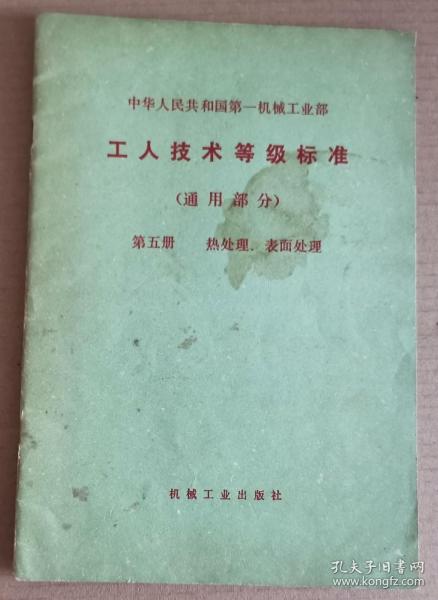 中华人民共和国第一机械工业部
工人技术等级标准
(通用部分)
第五册 热处理、表面处理
机械工业出版社
孔夫子旧书网
www.kongfz.com